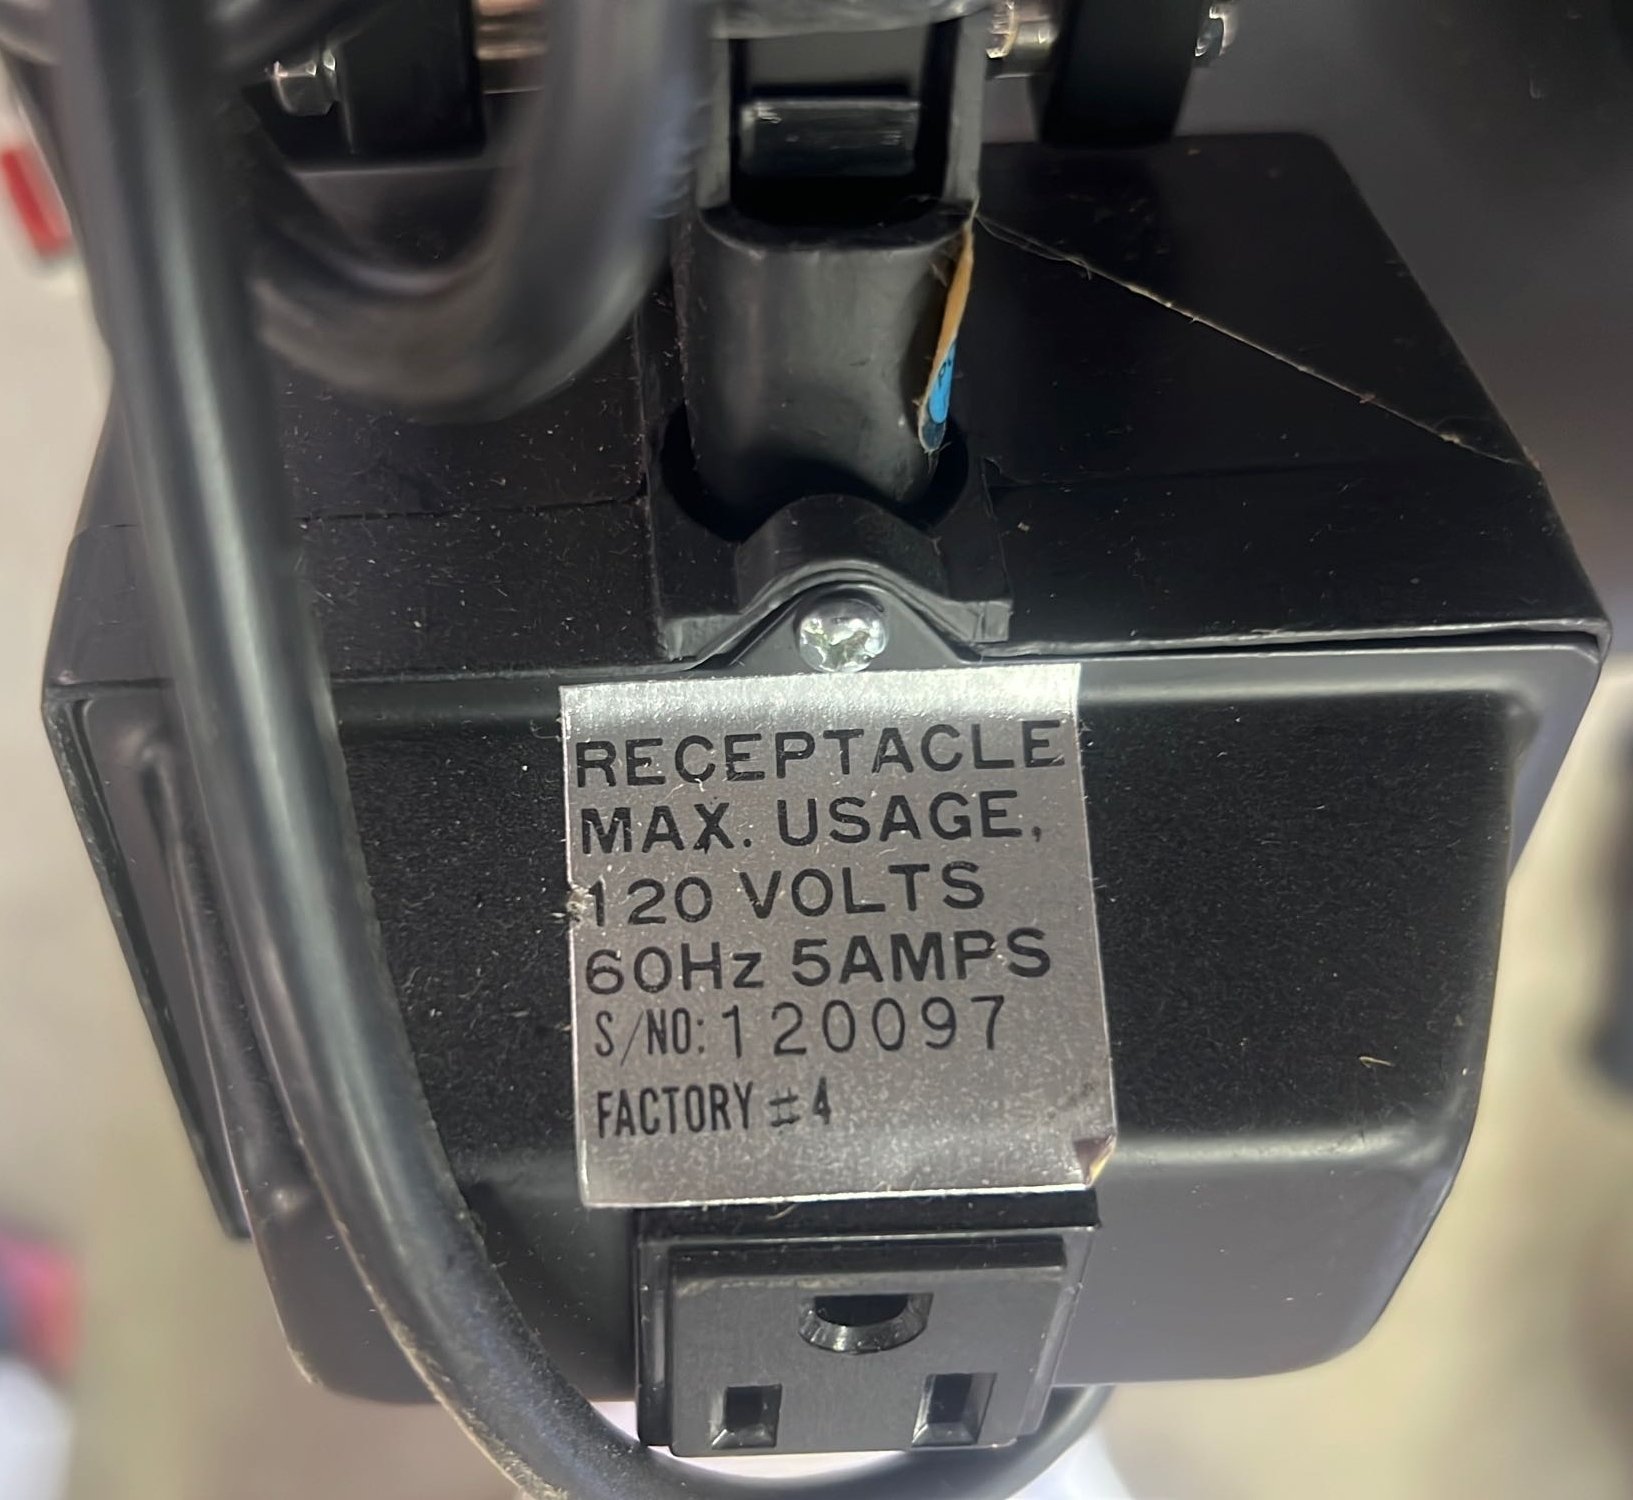 RECEPTACLE
MAX. USAGE,
120 VOLTS
60Hz 5AMPS
S/NO: 120097
FACTORY #4